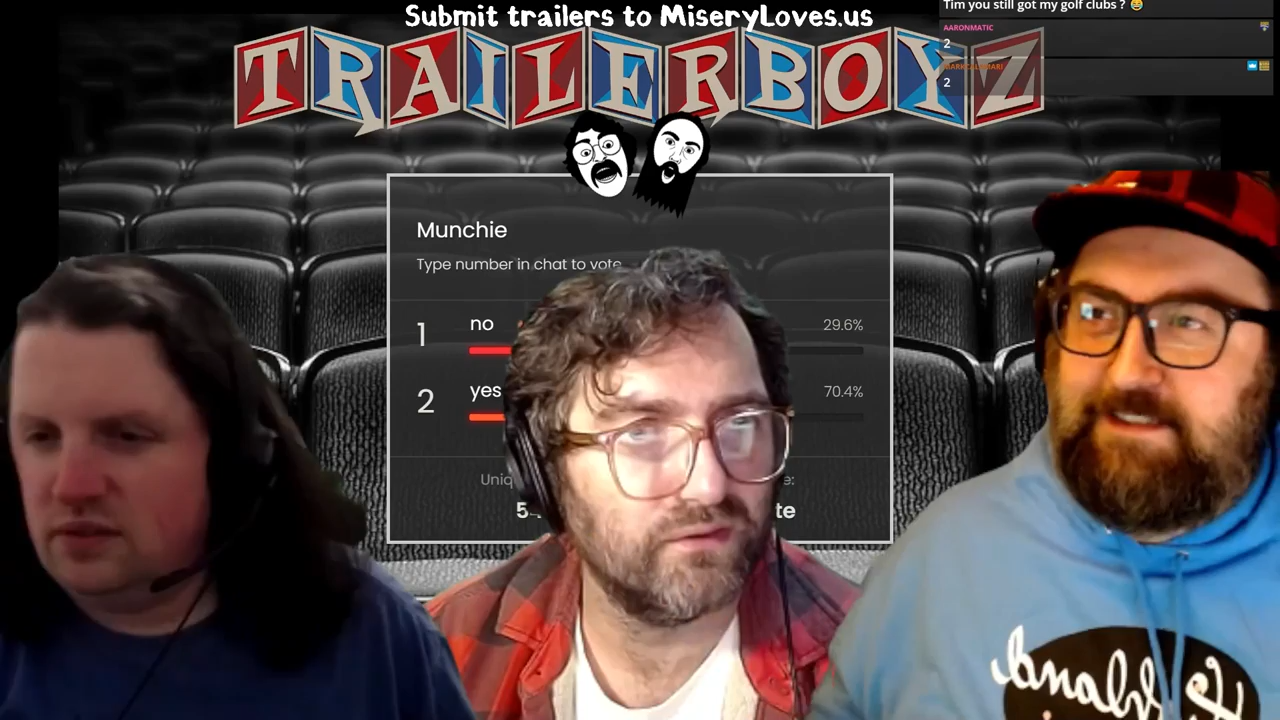 Submit trailers to MiseryLoves.us
TRAILERBOYZ
Tim you still got my golf clubs ? 😂
AARONMATIC
2
2
Munchie
Type number in chat to vote
1 no 29.6%
2 yes 70.4%